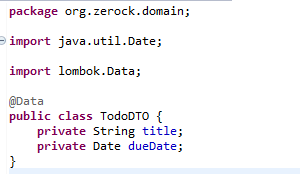 package org.zerock.domain;
import java.util.Date;
import lombok.Data;
@Data
public class TodoDTO {
private String title;
private Date dueDate;
}